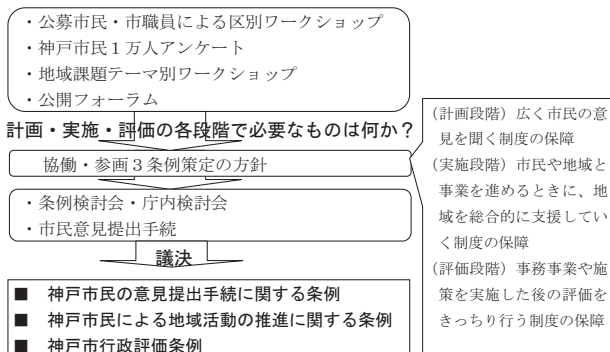 ・公募市民・市職員による区別ワークショップ
・神戸市民１万人アンケート
・地域課題テーマ別ワークショップ
・公開フォーラム
計画・実施・評価の各段階で必要なものは何か？
協働・参画３条例策定の方針
・条例検討会・庁内検討会
・市民意見提出手続
議決
■　神戸市民の意見提出手続に関する条例
■　神戸市民による地域活動の推進に関する条例
■　神戸市行政評価条例
（計画段階）広く市民の意
見を聞く制度の保障
（実施段階）市民や地域と
事業を進めるときに、地
域を総合的に支援してい
く制度の保障
（評価段階）事務事業や施
策を実施した後の評価を
きっちり行う制度の保障